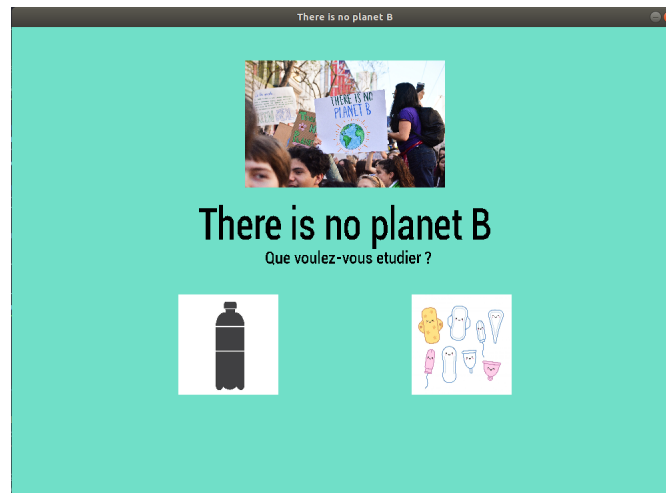 There is no planet B
THERE IS NO
PLANET B
There is no planet B
Que voulez-vous etudier ?